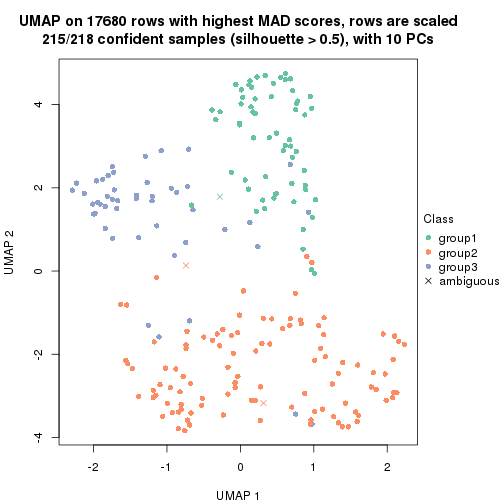 UMAP on 17680 rows with highest MAD scores, rows are scaled
215/218 confident samples (silhouette > 0.5), with 10 PCs
4
2
0
-2
-4
UMAP 2
-2
-1
0
1
2
UMAP 1
Class
group1
group2
group3
ambiguous